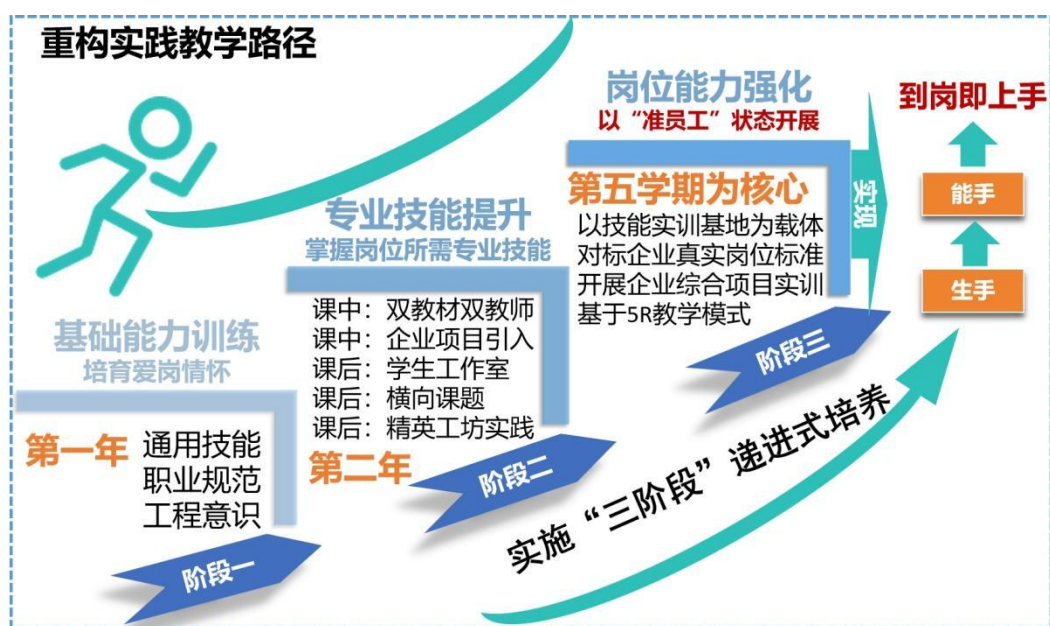 重构实践教学路径
基础能力训练
培育爱岗情怀
第一年
通用技能
职业规范
工程意识
阶段一
专业技能提升
掌握岗位所需专业技能
课中：双教材双教师
课中：企业项目引入
课后：学生工作室
课后：横向课题
课后：精英工坊实践
第二年
阶段二
岗位能力强化
以“准员工”状态开展
第五学期为核心
以技能实训基地为载体
对标企业真实岗位标准
开展企业综合项目实训
基于5R教学模式
阶段三
实现
到岗即上手
能手
生手
实施“三阶段”递进式培养